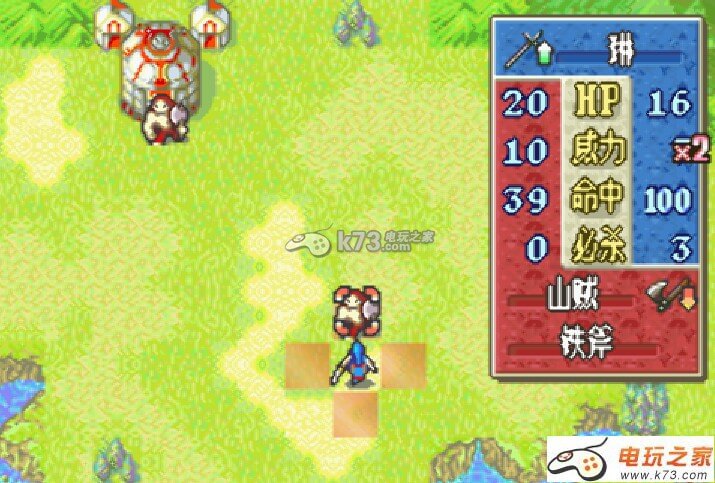 琳
20 HP 16
10 威力 ×2
39 命中 100
0 必杀 3
山贼
铁斧
k73 电玩之家
.com
电玩之家
www.k73.com